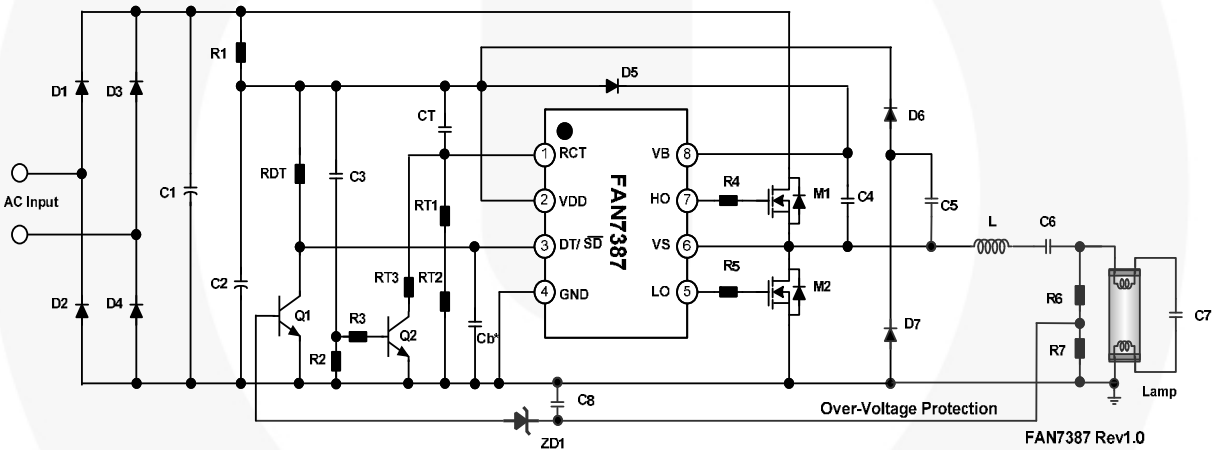 R1
D5
D1
D3
CT
D6
1
RCT
VB
8
RDT
C3
FAN7387
R4
M1
AC Input
C1
RT1
2
VDD
HO
7
C4
C5
L
C6
3
DT/ SD
VS
6
C2
RT3
RT2
R5
M2
D2
D4
4
GND
LO
5
R6
C7
Q1
R3
Q2
Cb*
D7
R2
R7
C8
Lamp
Over-Voltage Protection
ZD1
FAN7387 Rev1.0